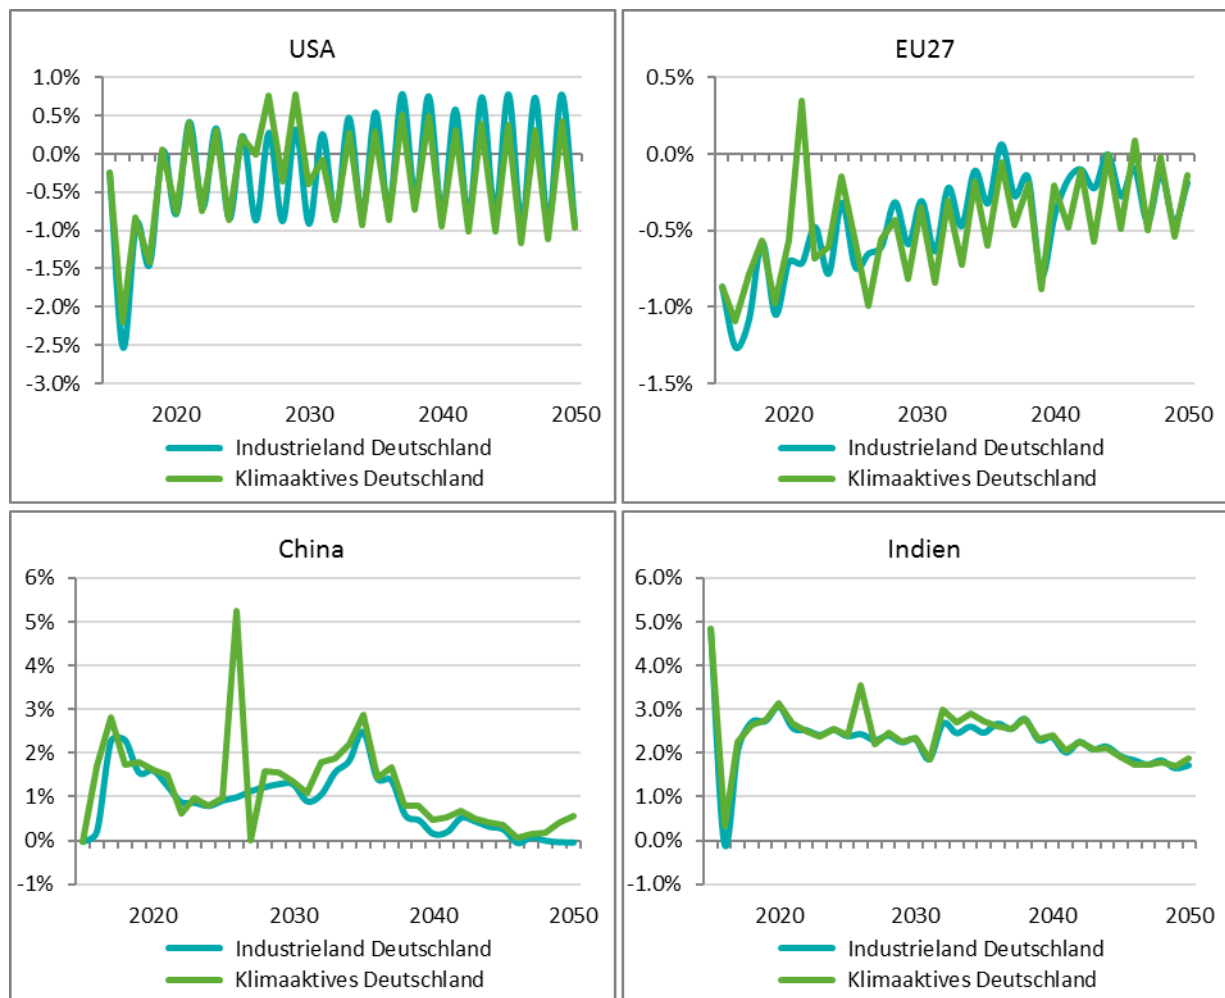 USA
1.0%
0.5%
0.0%
-0.5%
-1.0%
-1.5%
-2.0%
-2.5%
-3.0%
2020 2030 2040 2050
Industrieland Deutschland
Klimaaktives Deutschland
EU27
0.5%
0.0%
-0.5%
-1.0%
-1.5%
2020 2030 2040 2050
Industrieland Deutschland
Klimaaktives Deutschland
China
6%
5%
4%
3%
2%
1%
0%
-1%
2020 2030 2040 2050
Industrieland Deutschland
Klimaaktives Deutschland
Indien
6.0%
5.0%
4.0%
3.0%
2.0%
1.0%
0.0%
-1.0%
2020 2030 2040 2050
Industrieland Deutschland
Klimaaktives Deutschland